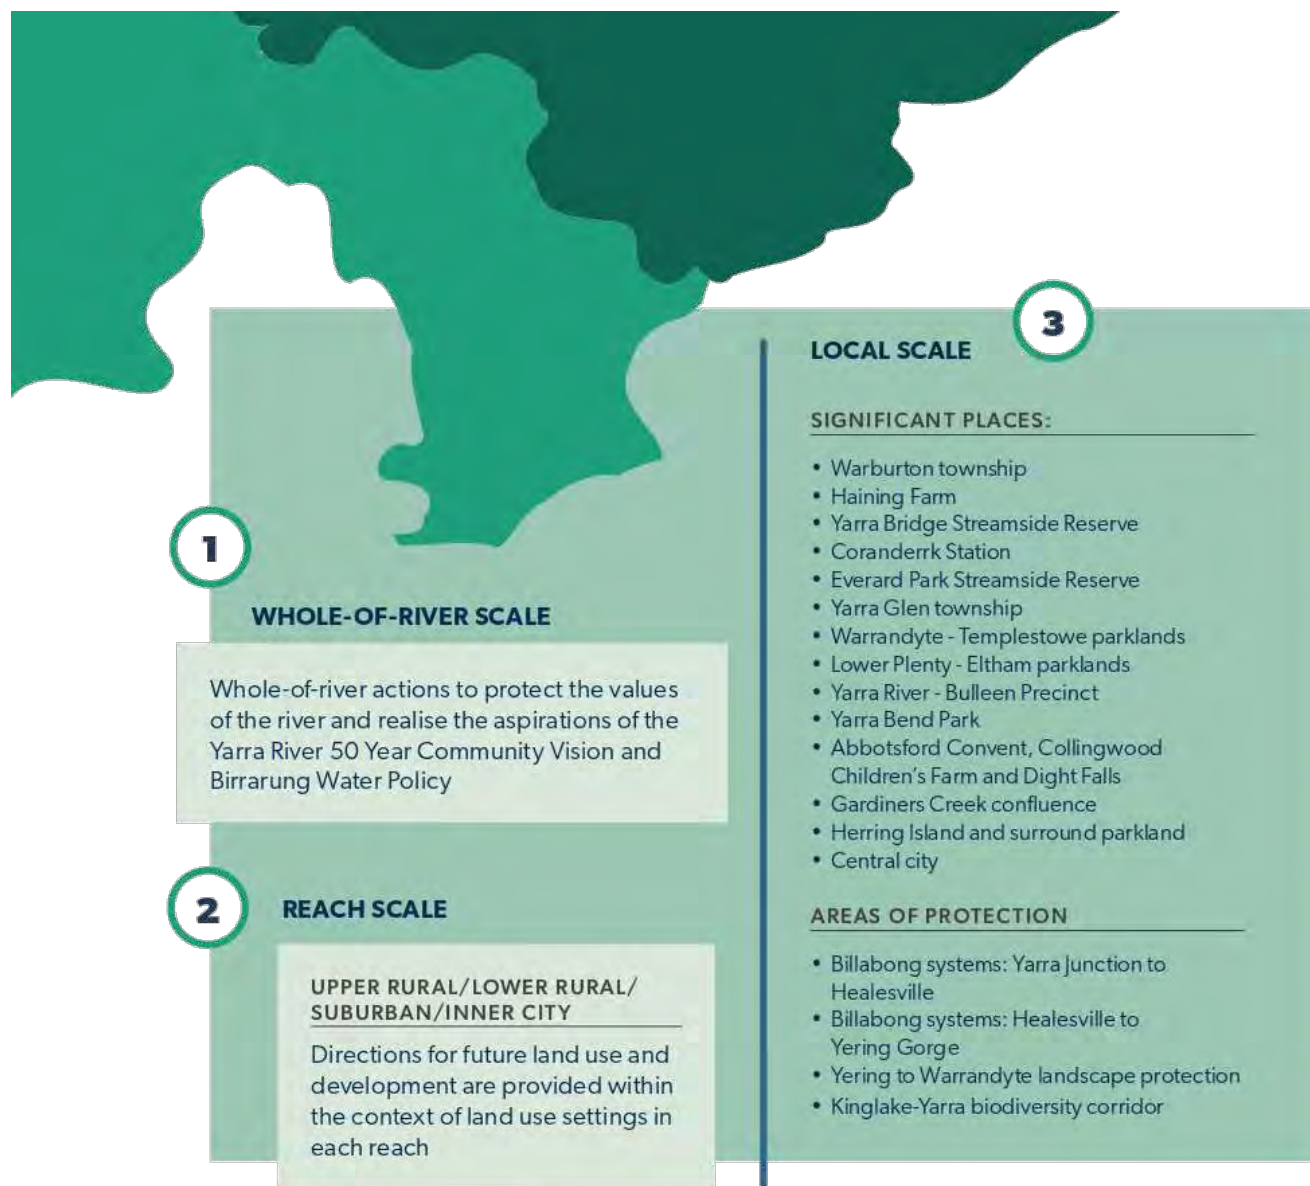 1
WHOLE-OF-RIVER SCALE
Whole-of-river actions to protect the values
of the river and realise the aspirations of the
Yarra River 50 Year Community Vision and
Birrarung Water Policy
2
REACH SCALE
UPPER RURAL/LOWER RURAL/
SUBURBAN/INNER CITY
Directions for future land use and
development are provided within
the context of land use settings in
each reach
3
LOCAL SCALE
SIGNIFICANT PLACES:
• Warburton township
• Haining Farm
• Yarra Bridge Streamside Reserve
• Coranderrk Station
• Everard Park Streamside Reserve
• Yarra Glen township
• Warrandyte - Templestowe parklands
• Lower Plenty - Eltham parklands
• Yarra River - Bulleen Precinct
• Yarra Bend Park
• Abbotsford Convent, Collingwood
Children's Farm and Dight Falls
• Gardiners Creek confluence
• Herring Island and surround parkland
• Central city
AREAS OF PROTECTION
• Billabong systems: Yarra Junction to
Healesville
• Billabong systems: Healesville to
Yering Gorge
• Yering to Warrandyte landscape protection
• Kinglake-Yarra biodiversity corridor